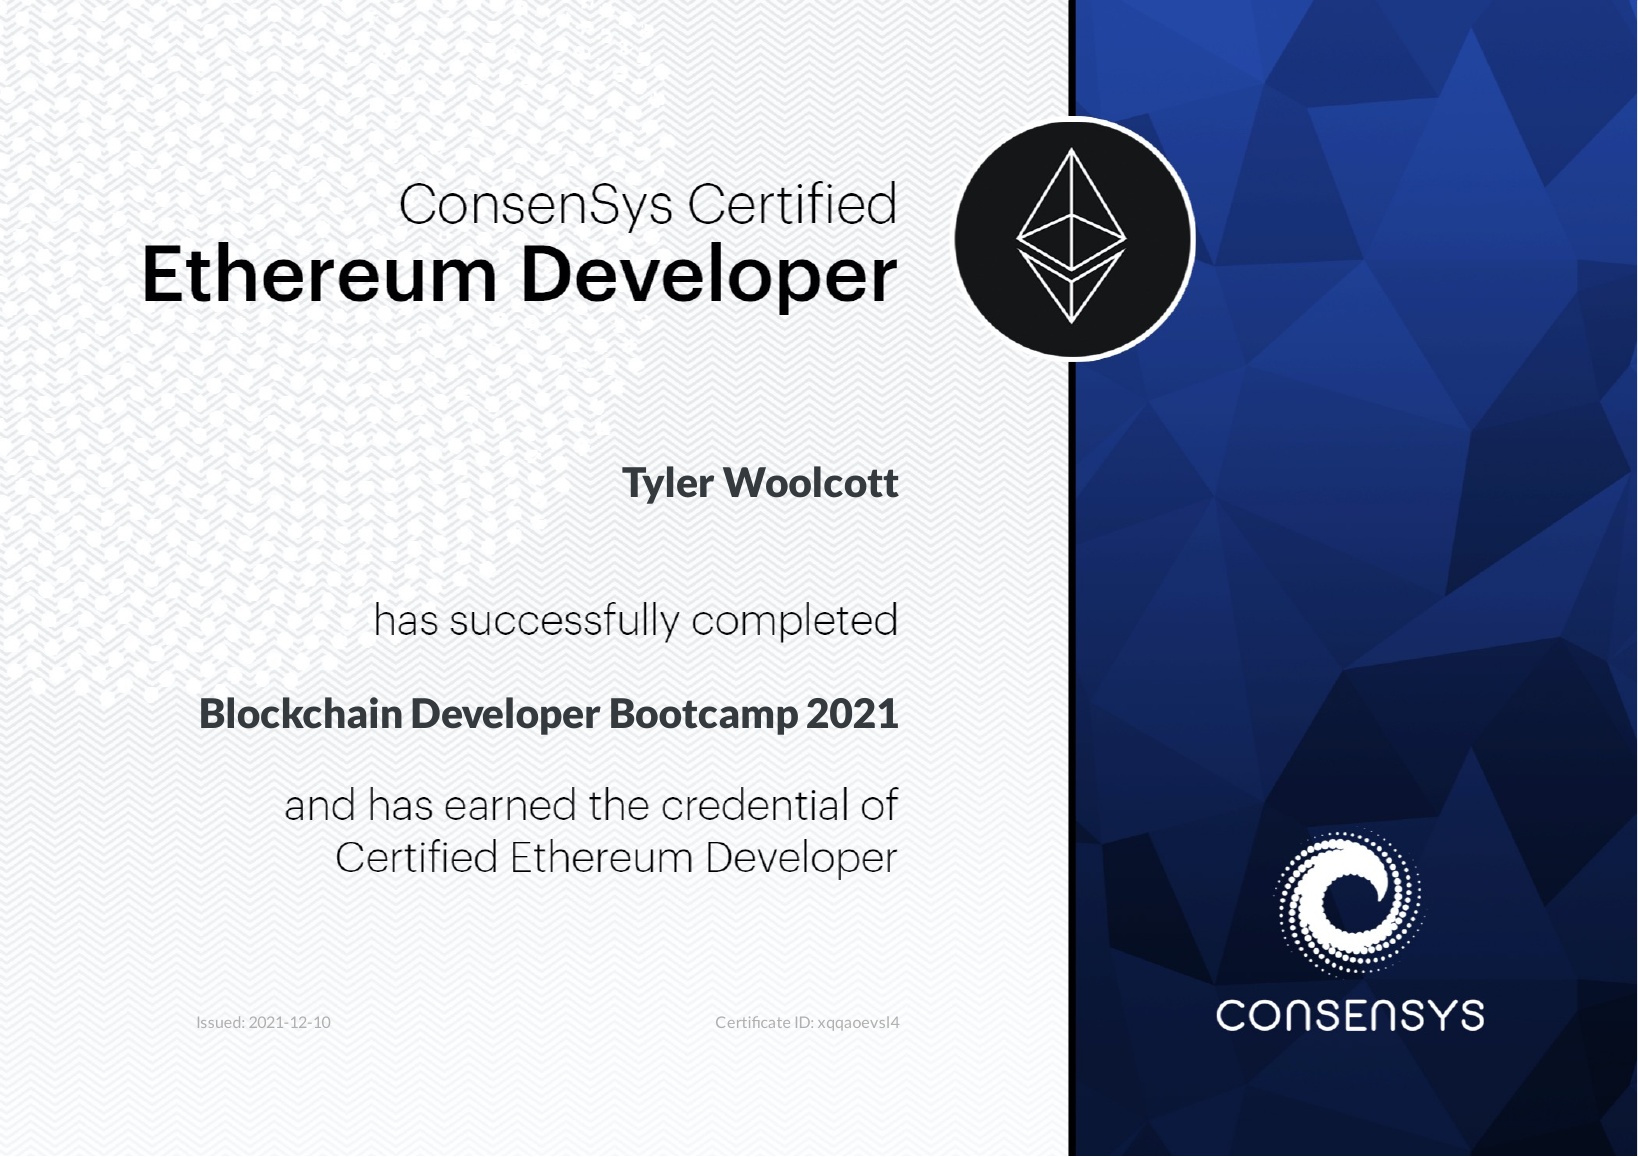 ConsenSys Certified
Ethereum Developer
Tyler Woolcott
has successfully completed
Blockchain Developer Bootcamp 2021
and has earned the credential of
Certified Ethereum Developer
Issued: 2021-12-10
Certificate ID: xqqaoevsl4
CONSENSYS